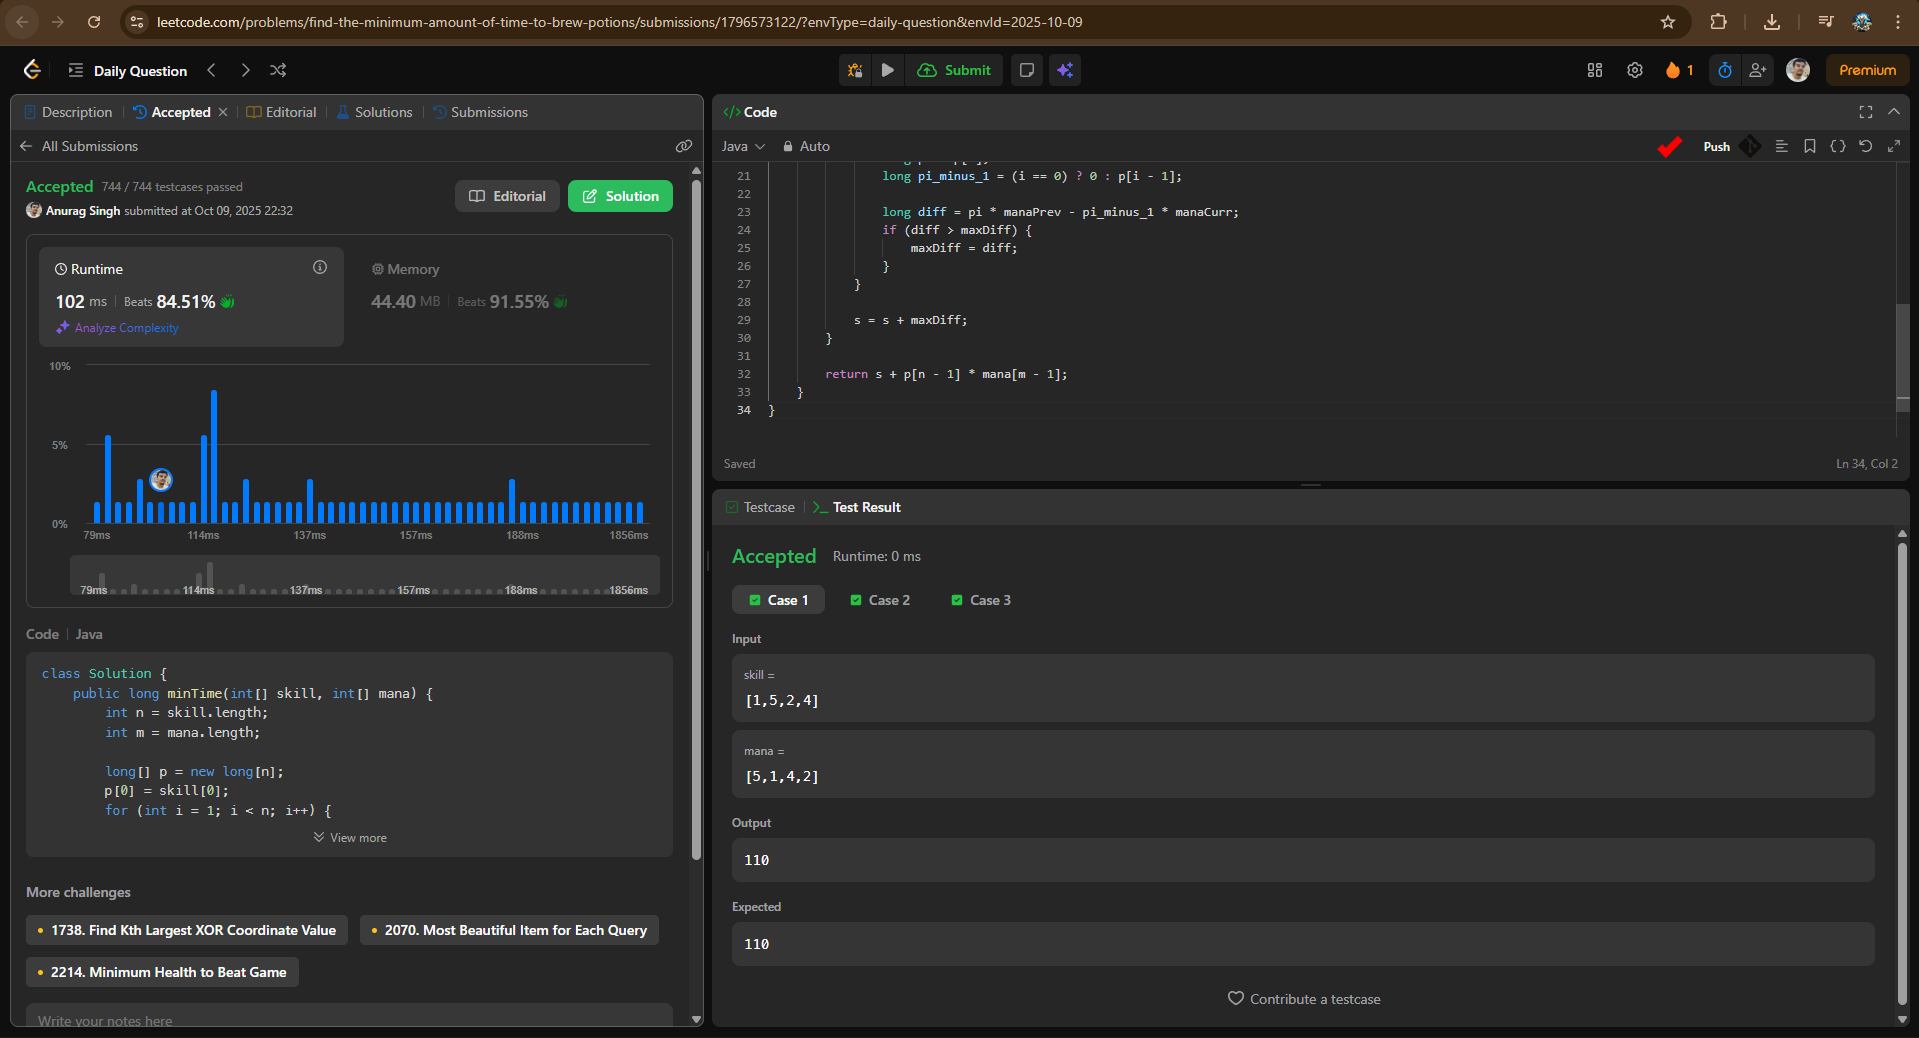 leetcode.com/problems/find-the-minimum-amount-of-time-to-brew-potions/submissions/1796573122/?envType=daily-question&envId=2025-10-09
Daily Question
Submit
1
Premium
Description
Accepted
Editorial
Solutions
Submissions
All Submissions
Accepted 744 / 744 testcases passed
Anurag Singh submitted at Oct 09, 2025 22:32
Editorial
Solution
Runtime
102 ms Beats 84.51%
Analyze Complexity
Memory
44.40 MB Beats 91.55%
10%
5%
0%
79ms 114ms 137ms 157ms 188ms 1856ms
79ms 114ms 137ms 157ms 188ms 1856ms
Code Java
class Solution {
public long minTime(int[] skill, int[] mana) {
int n = skill.length;
int m = mana.length;
long[] p = new long[n];
p[0] = skill[0];
for (int i = 1; i < n; i++) {
View more
More challenges
1738. Find Kth Largest XOR Coordinate Value
2070. Most Beautiful Item for Each Query
2214. Minimum Health to Beat Game
Write your notes here
</> Code
Java
Auto
Push
21 long pi_minus_1 = (i == 0) ? 0 : p[i - 1];
22
23 long diff = pi * manaPrev - pi_minus_1 * manaCurr;
24 if (diff > maxDiff) {
25 maxDiff = diff;
26 }
27 }
28
29 s = s + maxDiff;
30 }
31
32 return s + p[n - 1] * mana[m - 1];
33 }
34 }
Saved
Ln 34, Col 2
Testcase
Test Result
Accepted Runtime: 0 ms
Case 1
Case 2
Case 3
Input
skill =
[1,5,2,4]
mana =
[5,1,4,2]
Output
110
Expected
110
Contribute a testcase